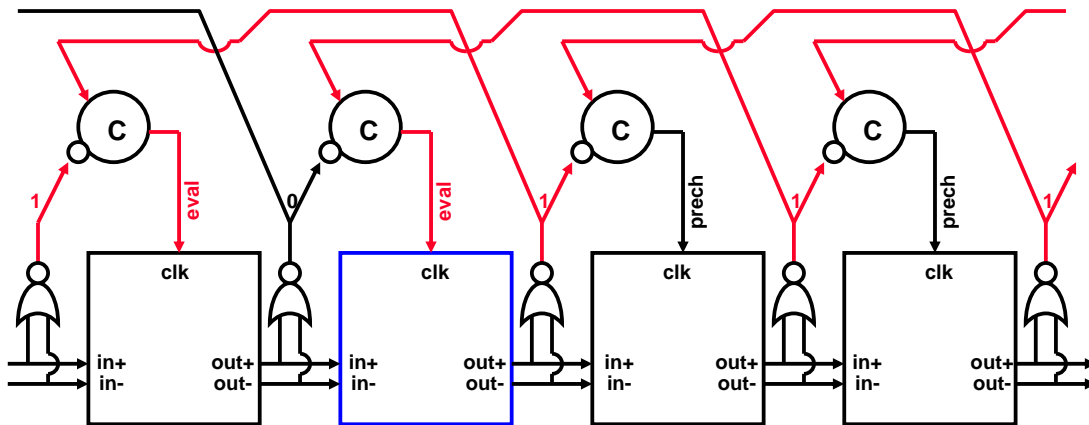 C C C C
1 eval 0 eval 1 prech 1 prech 1
clk clk clk clk
in+ out+ in+ out+ in+ out+ in+ out+
in- out- in- out- in- out- in- out-